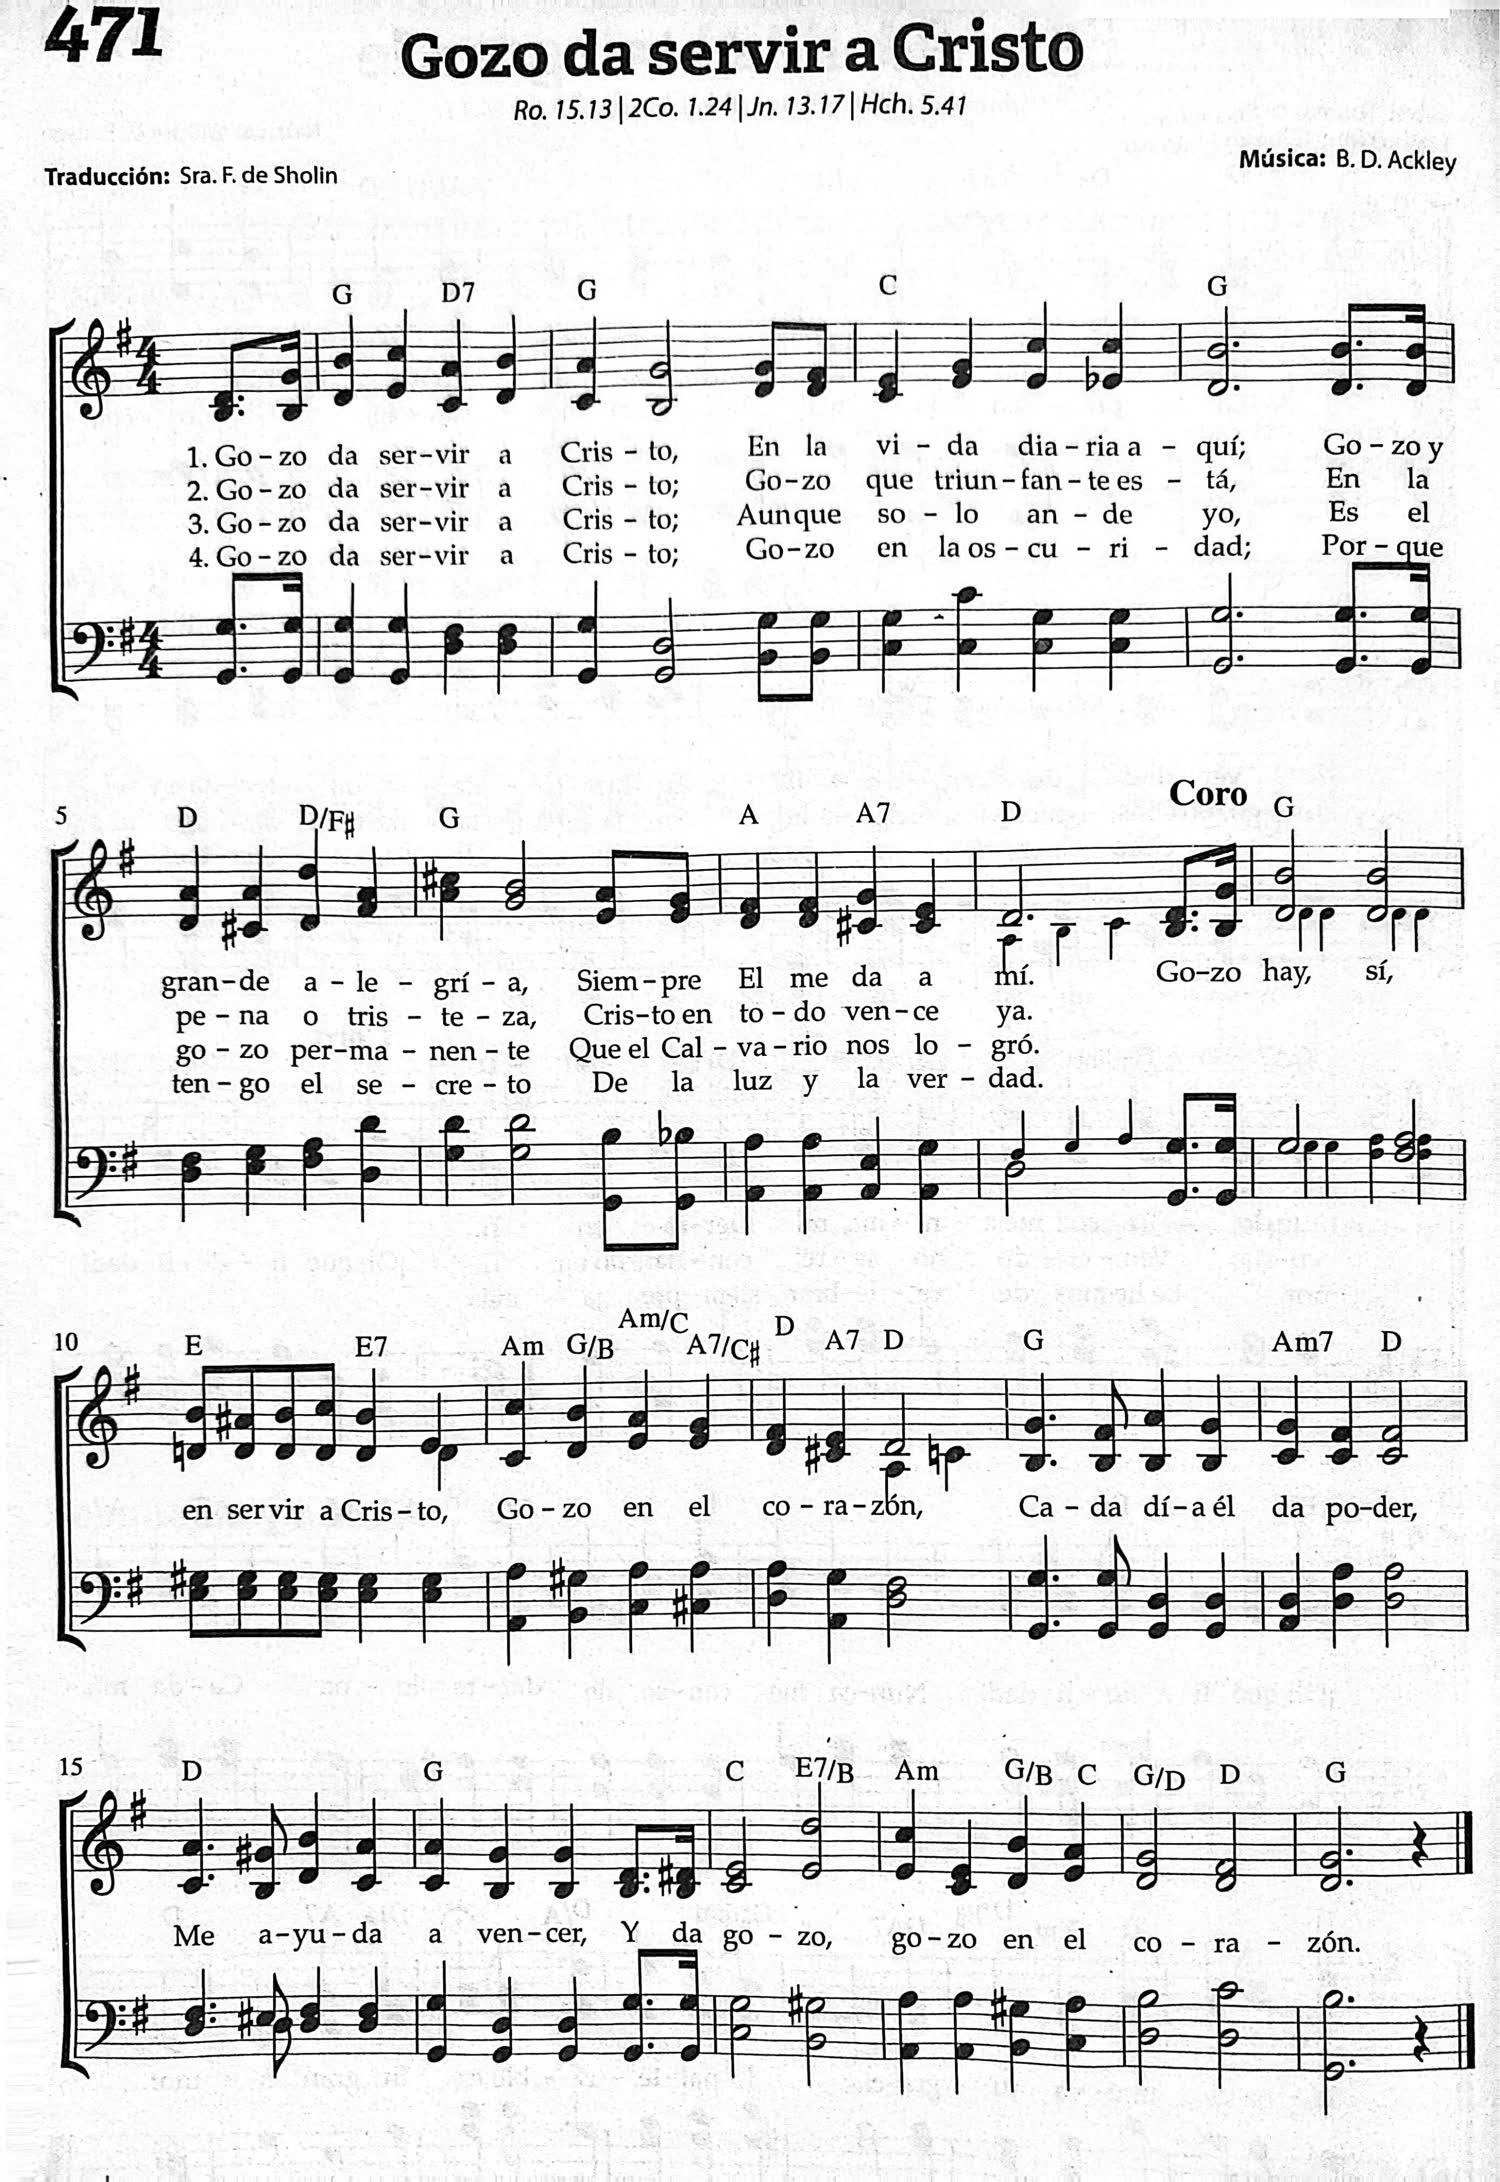 471
Gozo da servir a Cristo
Ro. 15.13 | 2Co. 1.24 | Jn. 13.17 | Hch. 5.41
Traducción: Sra. F. de Sholin
Música: B. D. Ackley
G D7 G C G
1. Go – zo da ser – vir a Cris – to, En la vi – da dia – ria a – quí; Go – zo y
2. Go – zo da ser – vir a Cris – to; Go – zo que triun – fan – te es – tá, En la
3. Go – zo da ser – vir a Cris – to; Aunque so – lo an – de yo, Es el
4. Go – zo da ser – vir a Cris – to; Go – zo en la os – cu – ri – dad; Por – que
Coro
5 D D/F# G A A7 D G
gran – de a – le – grí – a, Siem – pre El me da a mí. Go – zo hay, sí,
pe – na o tris – te – za, Cris – to en to – do ven – ce ya.
go – zo per – ma – nen – te Que el Cal – va – rio nos lo – gró.
ten – go el se – cre – to De la luz y la ver – dad.
10 E E7 Am G/B Am/C A7/C# D A7 D G Am7 D
en ser vir a Cris – to, Go – zo en el co – ra – zón, Ca – da dí – a él da po – der,
15 D G C E7/B Am G/B C G/D D G
Me a – yu – da a ven – cer, Y da go – zo, go – zo en el co – ra – zón.